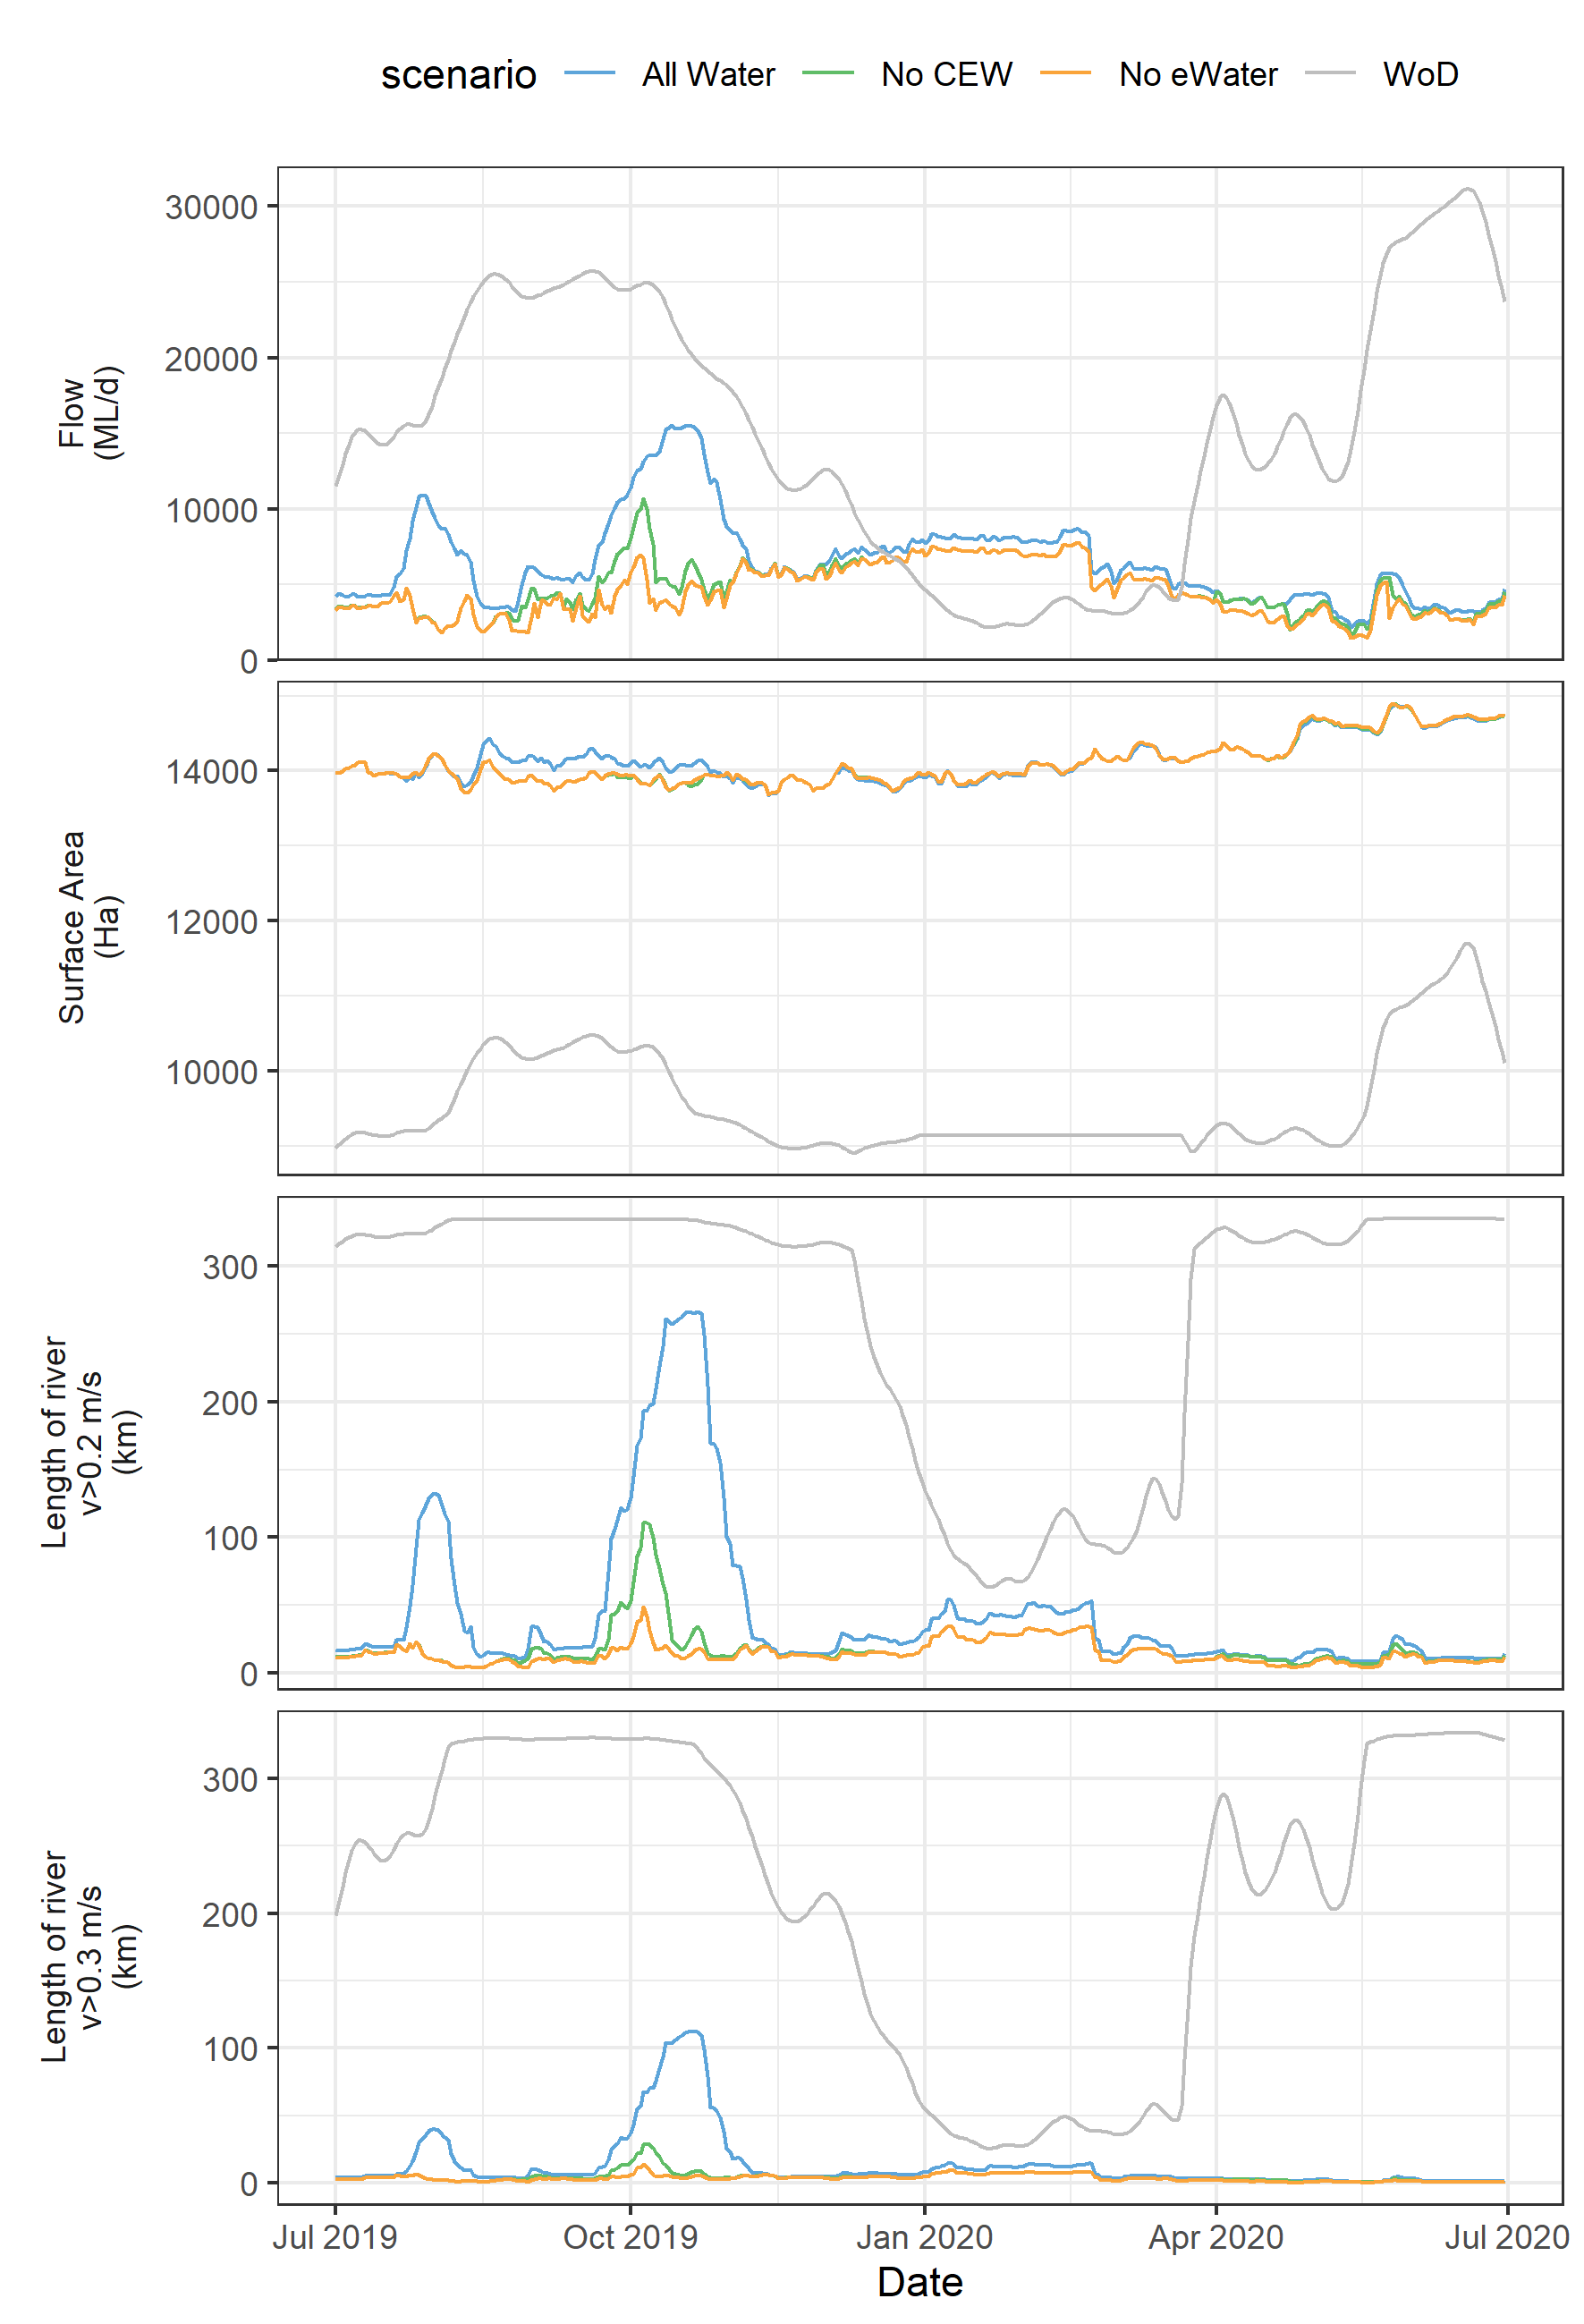 scenario All Water No CEW No eWater WoD
Flow
(ML/d)
30000
20000
10000
0
Surface Area
(Ha)
14000
12000
10000
Length of river
v>0.2 m/s
(km)
300
200
100
0
Length of river
v>0.3 m/s
(km)
300
200
100
0
Jul 2019 Oct 2019 Jan 2020 Apr 2020 Jul 2020
Date